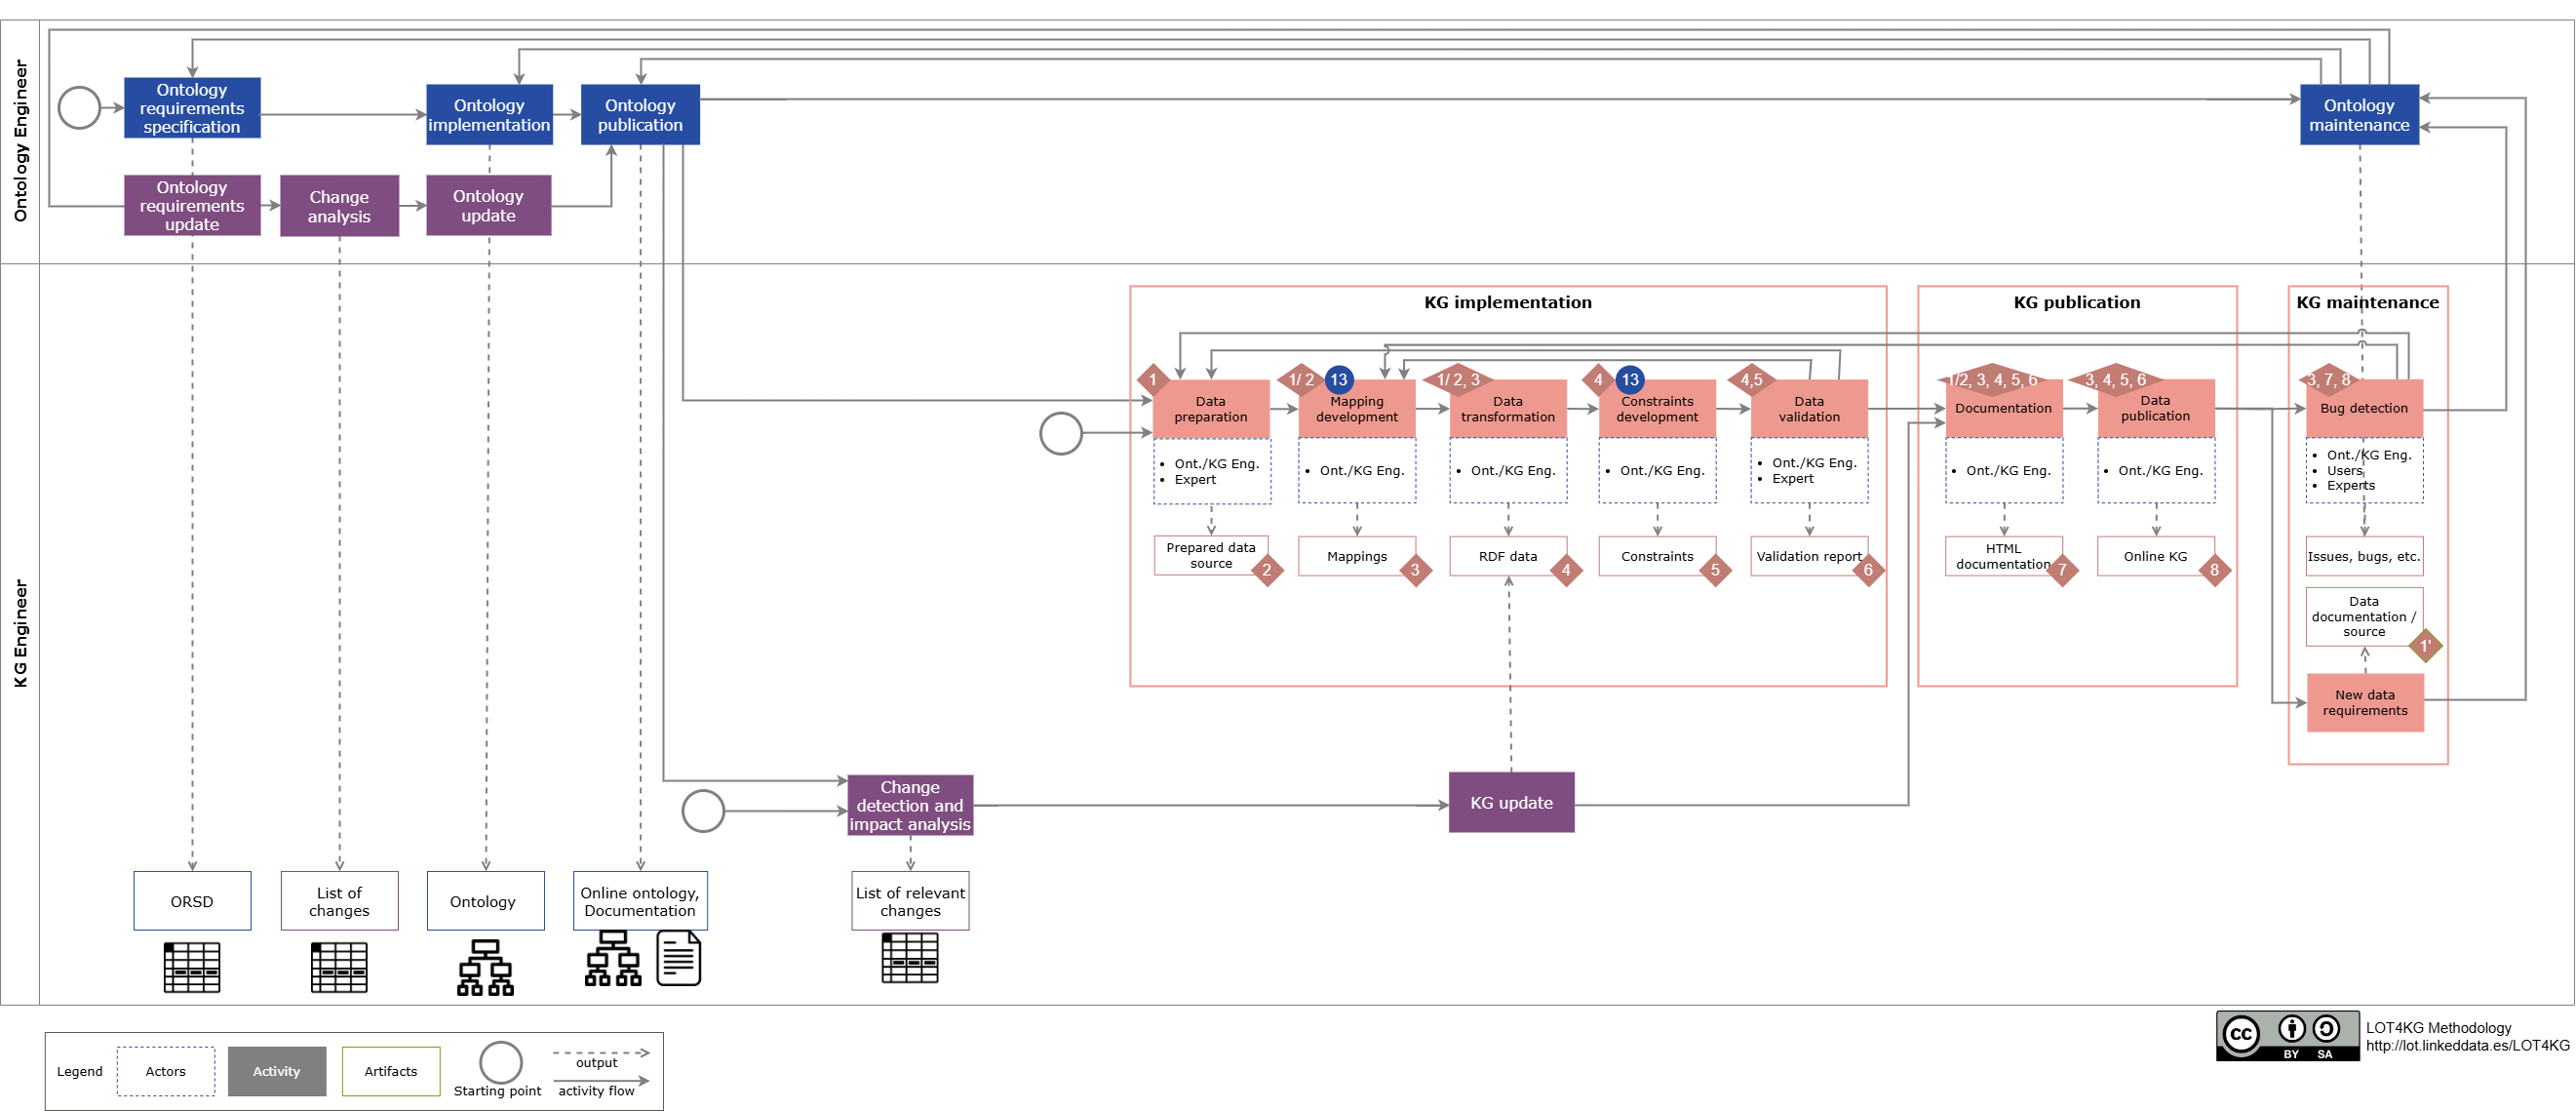 Ontology Engineer
Ontology
requirements
specification
Ontology
implementation
Ontology
publication
Ontology
maintenance
Ontology
requirements
update
Change
analysis
Ontology
update
KG Engineer
KG implementation
KG publication
KG maintenance
1
Data
preparation
1/ 2
13
Mapping
development
1/ 2, 3
Data
transformation
4
13
Constraints
development
4,5
Data
validation
1/2, 3, 4, 5, 6
Documentation
3, 4, 5, 6
Data
publication
3, 7, 8
Bug detection
• Ont./KG Eng.
• Expert
• Ont./KG Eng.
• Ont./KG Eng.
• Ont./KG Eng.
• Ont./KG Eng.
• Expert
• Ont./KG Eng.
• Ont./KG Eng.
• Ont./KG Eng.
• Users
• Experts
Prepared data
source
2
Mappings
3
RDF data
4
Constraints
5
Validation report
6
HTML
documentation
7
Online KG
8
Issues, bugs, etc.
Data
documentation /
source
1'
New data
requirements
Change
detection and
impact analysis
KG update
ORSD
List of
changes
Ontology
Online ontology,
Documentation
List of relevant
changes
Legend
Actors
Activity
Artifacts
Starting point
output
activity flow
cc
BY SA
LOT4KG Methodology
http://lot.linkeddata.es/LOT4KG